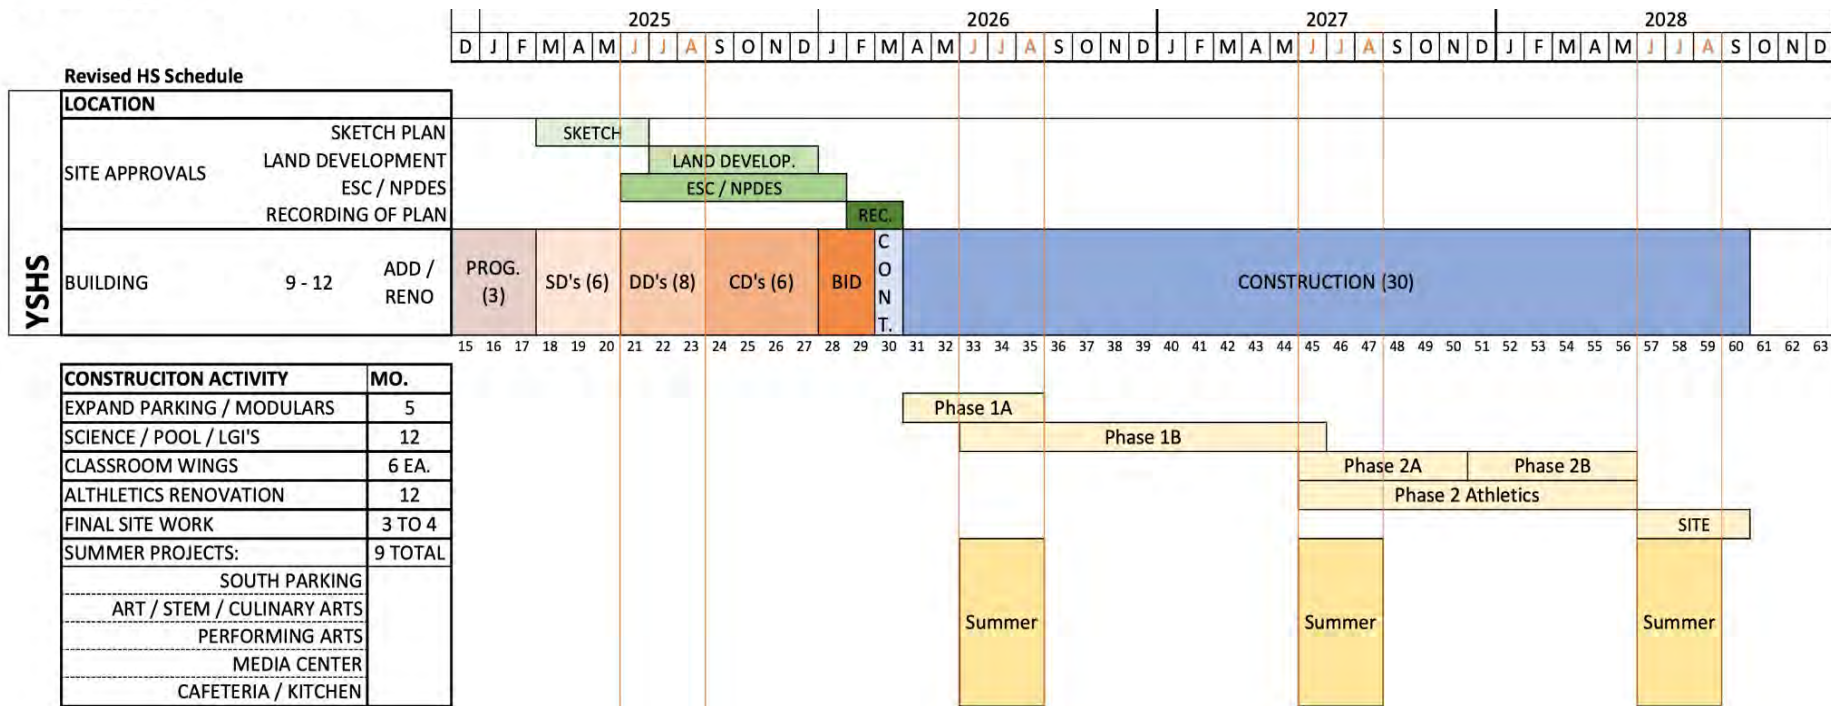 2025 2026 2027 2028
D J F M A M J J A S O N D J F M A M J J A S O N D J F M A M J J A S O N D J F M A M J J A S O N D
Revised HS Schedule
LOCATION
SITE APPROVALS
SKETCH PLAN SKETCH
LAND DEVELOPMENT LAND DEVELOP.
ESC / NPDES ESC / NPDES
RECORDING OF PLAN REC.
YSHS
BUILDING 9 - 12 ADD / RENO PROG. (3) SD's (6) DD's (8) CD's (6) BID CONT. CONSTRUCTION (30)
15 16 17 18 19 20 21 22 23 24 25 26 27 28 29 30 31 32 33 34 35 36 37 38 39 40 41 42 43 44 45 46 47 48 49 50 51 52 53 54 55 56 57 58 59 60 61 62 63
CONSTRUCITON ACTIVITY MO.
EXPAND PARKING / MODULARS 5 Phase 1A
SCIENCE / POOL / LGI'S 12 Phase 1B
CLASSROOM WINGS 6 EA. Phase 2A Phase 2B
ALTHLETICS RENOVATION 12 Phase 2 Athletics
FINAL SITE WORK 3 TO 4 SITE
SUMMER PROJECTS: 9 TOTAL
SOUTH PARKING
ART / STEM / CULINARY ARTS
Summer Summer Summer
PERFORMING ARTS
MEDIA CENTER
CAFETERIA / KITCHEN